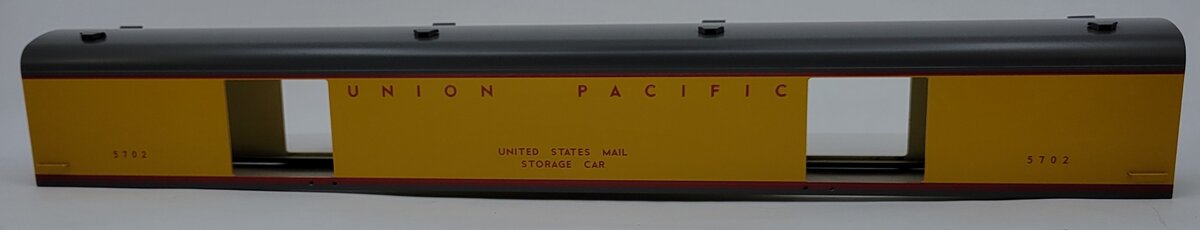 UNION PACIFIC
UNITED STATES MAIL
STORAGE CAR
5702
5702